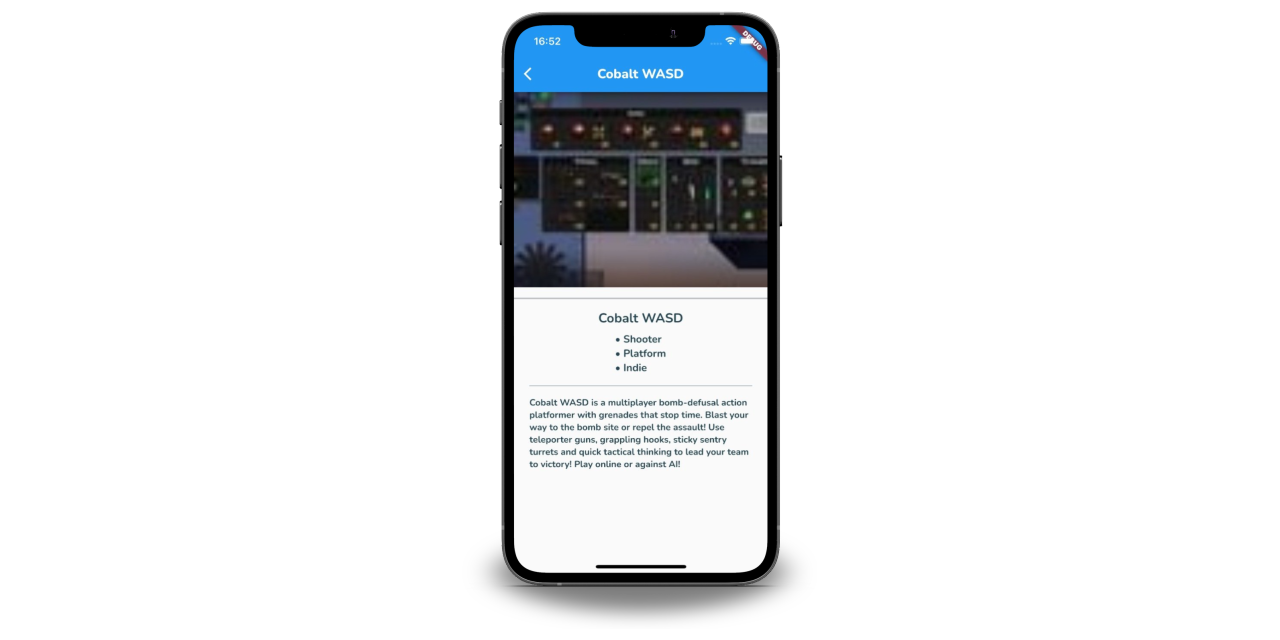 16:52
DEBUG
Cobalt WASD
Cobalt WASD
• Shooter
• Platform
• Indie
Cobalt WASD is a multiplayer bomb-defusal action
platformer with grenades that stop time. Blast your
way to the bomb site or repel the assault! Use
teleporter guns, grappling hooks, sticky sentry
turrets and quick tactical thinking to lead your team
to victory! Play online or against AI!